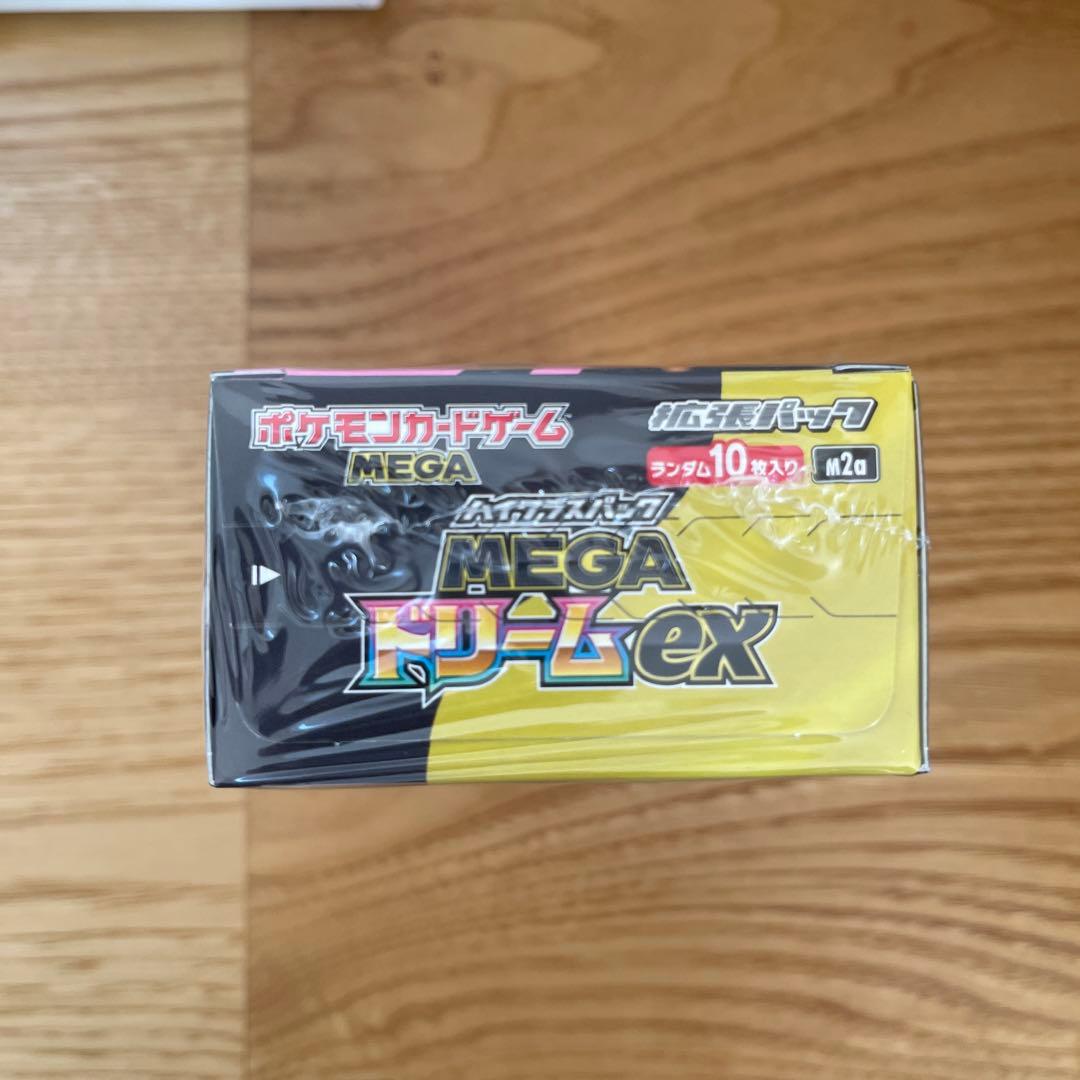 ポケモンカードゲーム
MEGA
拡張パック
ランダム10枚入り
M2a
ハイクラスパック
MEGA
ドリームex